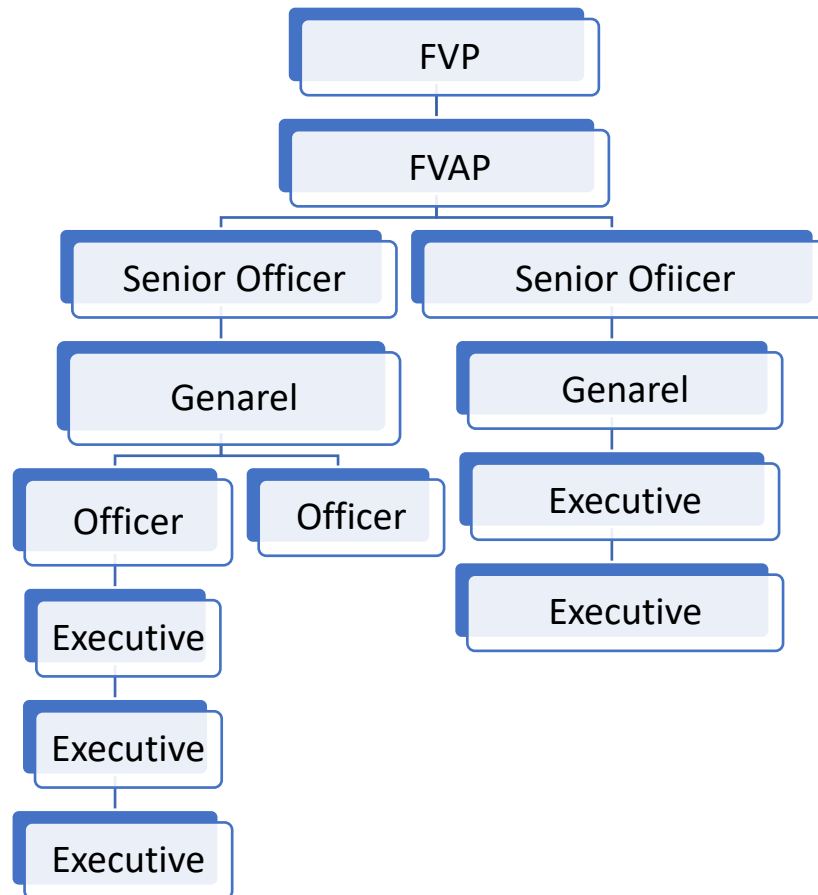 FVP
FVAP
Senior Officer
Senior Ofiicer
Genarel
Genarel
Officer
Officer
Executive
Executive
Executive
Executive
Executive